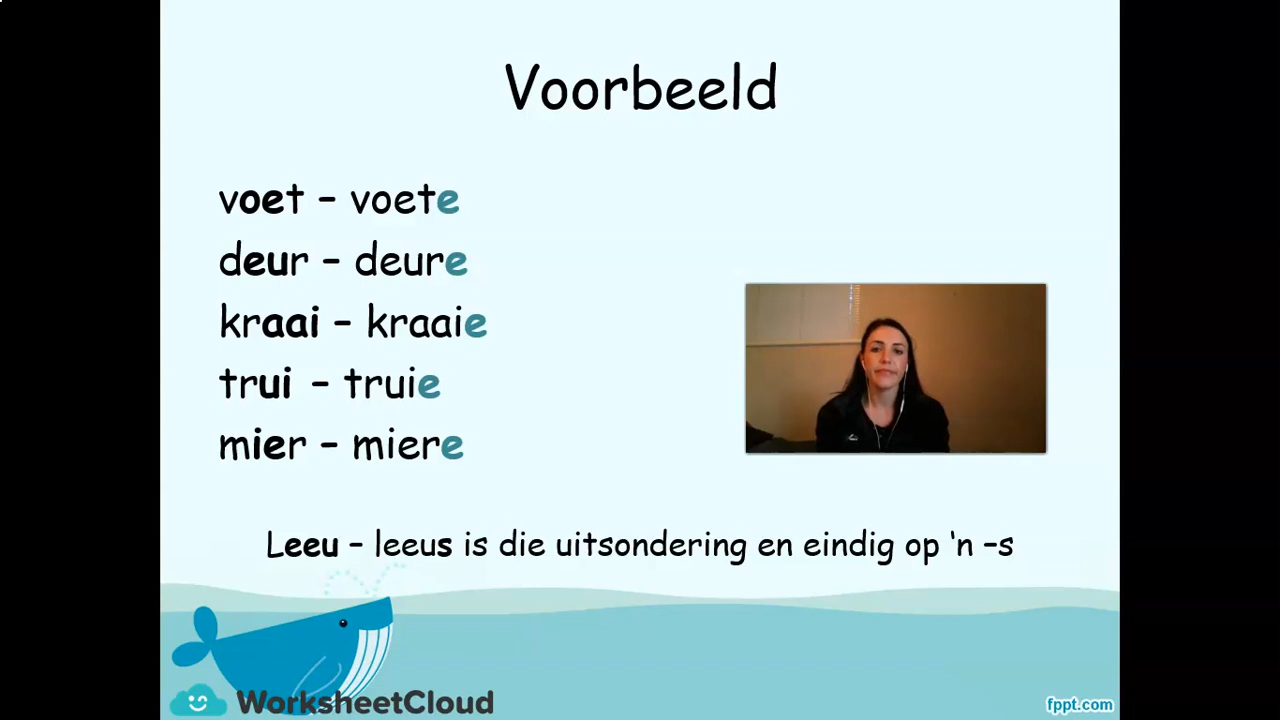 Voorbeeld
voet – voete
deur – deure
kraai – kraaie
trui – truie
mier – miere
Leeu – leeus is die uitsondering en eindig op ‘n –s
WorksheetCloud
fppt.com